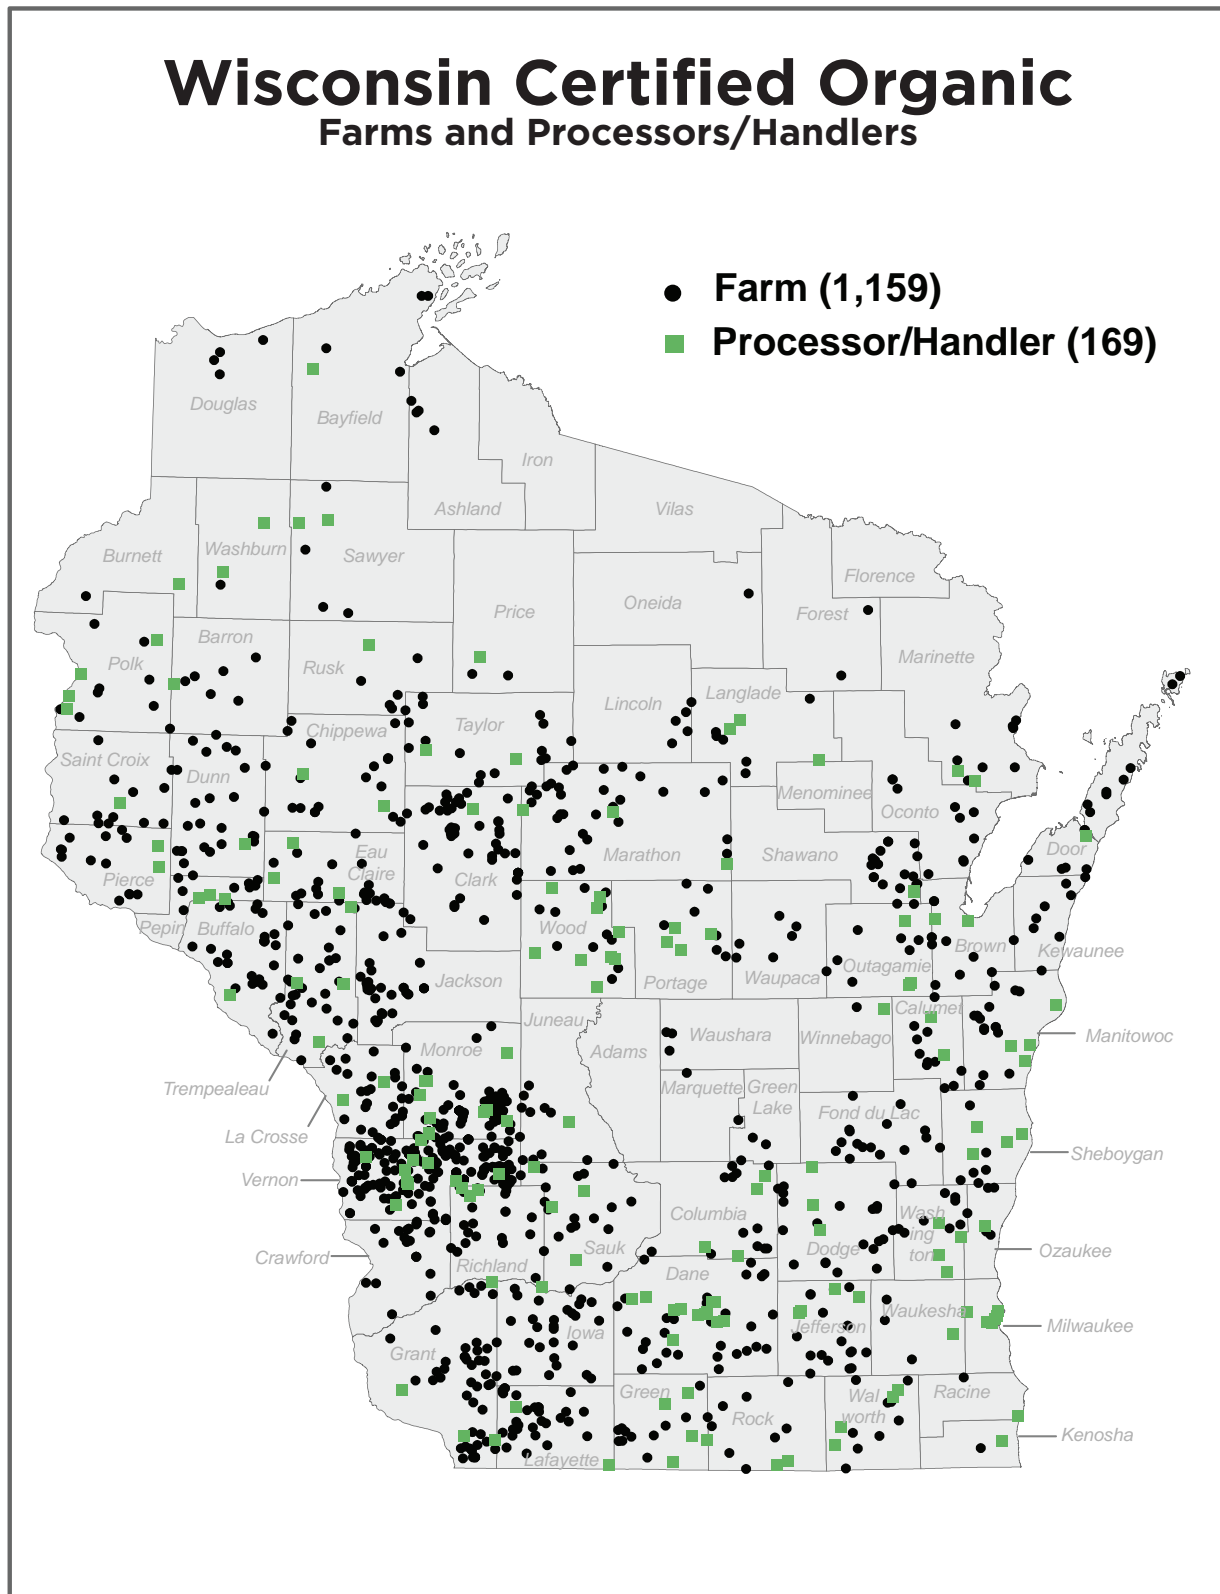 Wisconsin Certified Organic
Farms and Processors/Handlers
Farm (1,159)
Processor/Handler (169)
Douglas
Bayfield
Iron
Ashland
Vilas
Burnett
Washburn
Sawyer
Florence
Oneida
Forest
Price
Barron
Polk
Rusk
Marinette
Lincoln
Langlade
Taylor
Chippewa
Saint Croix
Dunn
Menominee
Oconto
Eau
Claire
Marathon
Shawano
Door
Pierce
Clark
Pepin
Buffalo
Wood
Brown
Kewaunee
Outagamie
Jackson
Portage
Waupaca
Calumet
Juneau
Waushara
Winnebago
Manitowoc
Adams
Monroe
Trempealeau
Marquette
Green
Lake
Fond du Lac
La Crosse
Sheboygan
Vernon
Columbia
Wash
ing
ton
Sauk
Dodge
Ozaukee
Crawford
Richland
Dane
Iowa
Jefferson
Waukesha
Milwaukee
Grant
Green
Rock
Wal
worth
Racine
Kenosha
Lafayette